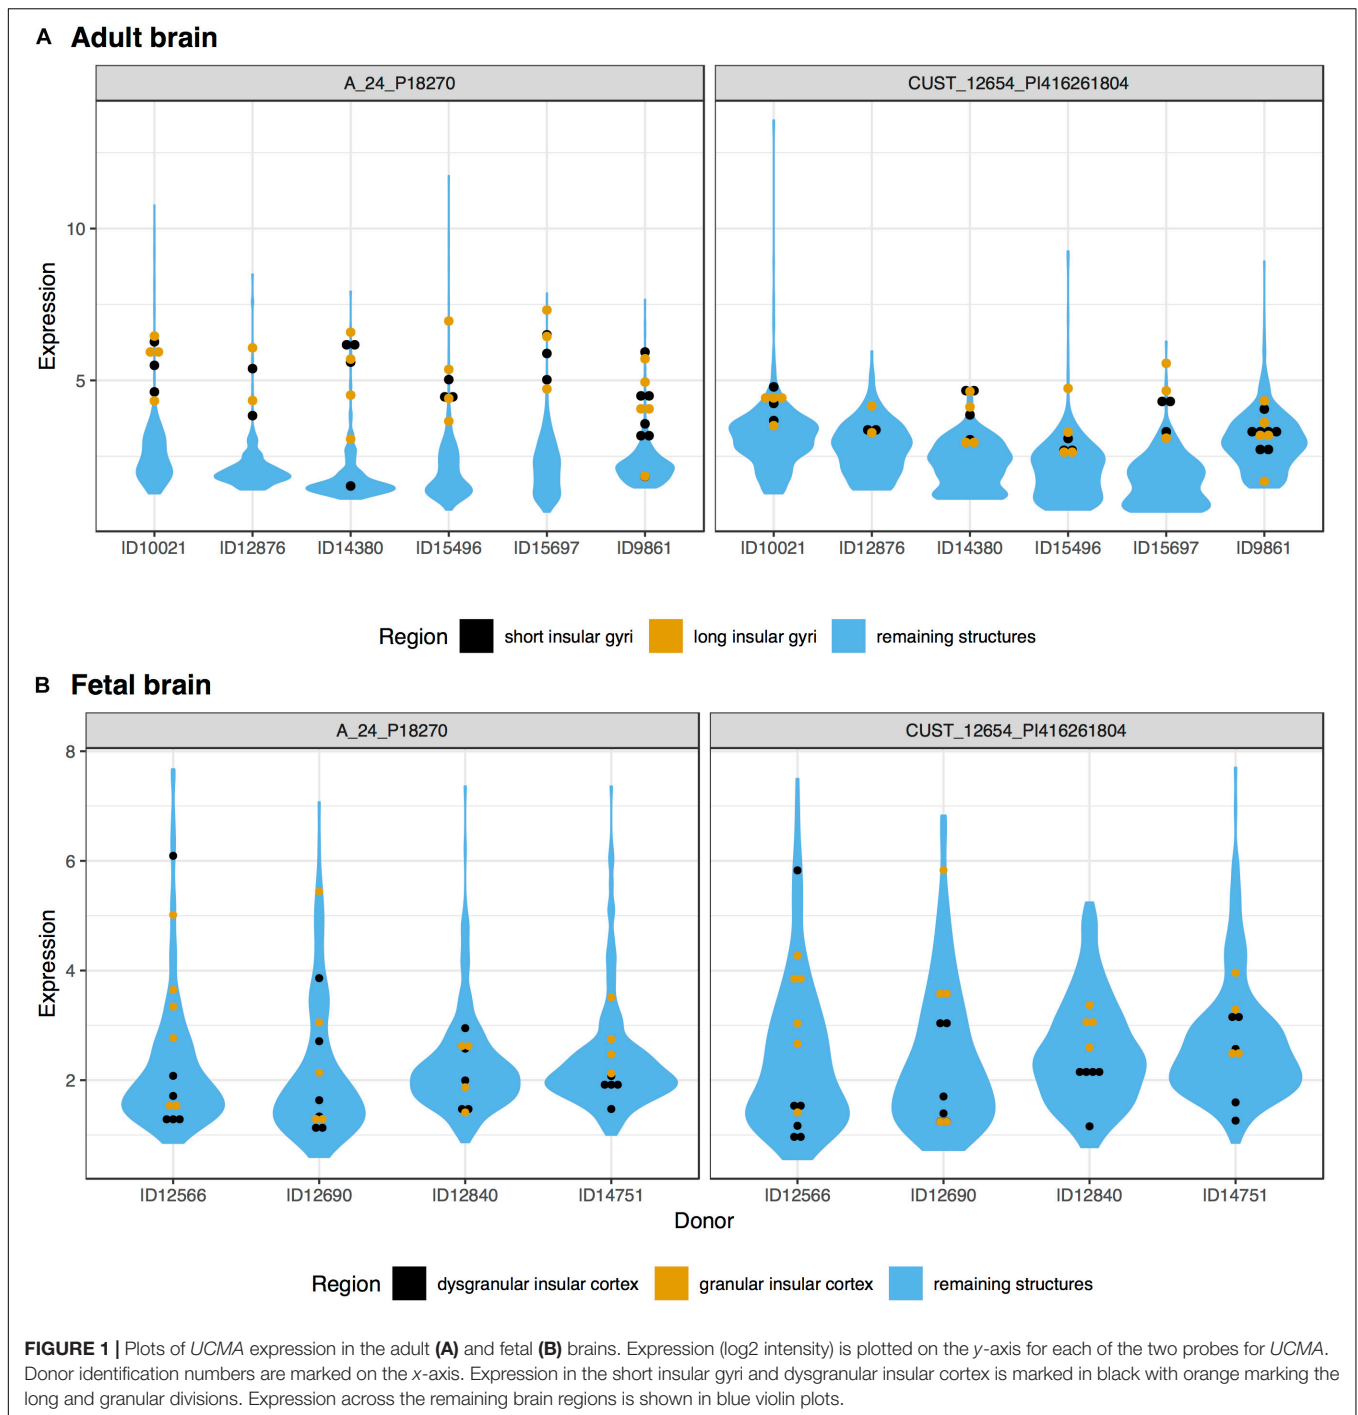 A Adult brain
A_24_P18270
CUST_12654_PI416261804
Expression
10
5
ID10021
ID12876
ID14380
ID15496
ID15697
ID9861
ID10021
ID12876
ID14380
ID15496
ID15697
ID9861
Region short insular gyri long insular gyri remaining structures
B Fetal brain
A_24_P18270
CUST_12654_PI416261804
Expression
8
6
4
2
ID12566
ID12690
ID12840
ID14751
ID12566
ID12690
ID12840
ID14751
Donor
Region dysgranular insular cortex granular insular cortex remaining structures
FIGURE 1 | Plots of UCMA expression in the adult (A) and fetal (B) brains. Expression (log2 intensity) is plotted on the y-axis for each of the two probes for UCMA.
Donor identification numbers are marked on the x-axis. Expression in the short insular gyri and dysgranular insular cortex is marked in black with orange marking the
long and granular divisions. Expression across the remaining brain regions is shown in blue violin plots.